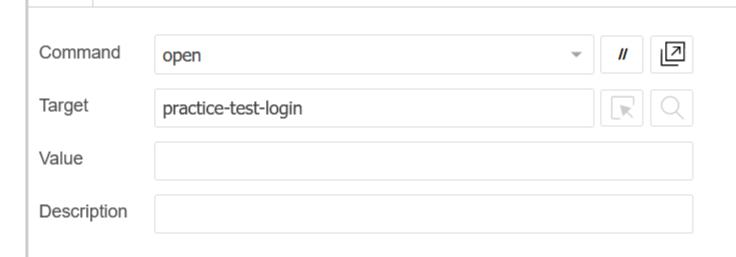 Command open //
Target practice-test-login
Value
Description